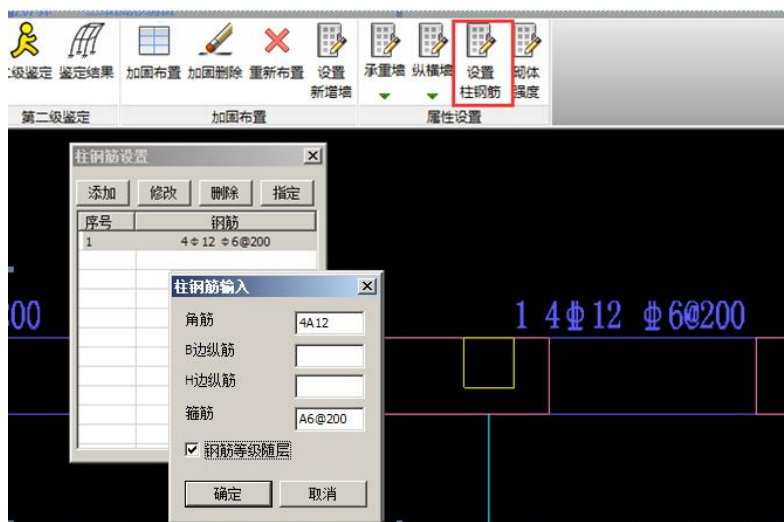 级鉴定 鉴定结果 加固布置 加固删除 重新布置 设置新增墙 承重墙 纵横墙 设置柱钢筋 砌体强度
第二级鉴定 加固布置 属性设置
柱钢筋设置
添加 修改 删除 指定
序号 钢筋
1 4⏀12 ⏀6@200
柱钢筋输入
角筋 4A12
B边纵筋
H边纵筋
箍筋 A6@200
钢筋等级随层
确定 取消
00 1 4⏀12 ⏀6@200